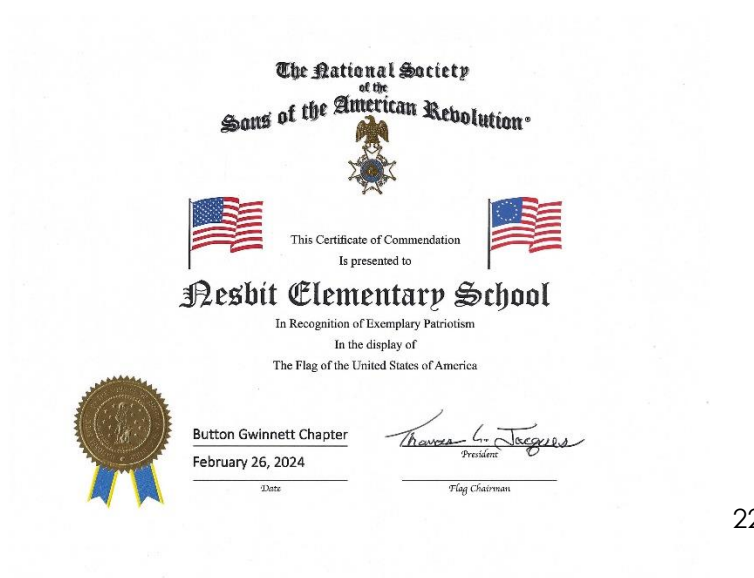 The National Society
of the
Sons of the American Revolution®
This Certificate of Commendation
Is presented to
Nesbit Elementary School
In Recognition of Exemplary Patriotism
In the display of
The Flag of the United States of America
Button Gwinnett Chapter
Thomas G. Jacques
President
February 26, 2024
Date
Flag Chairman
22